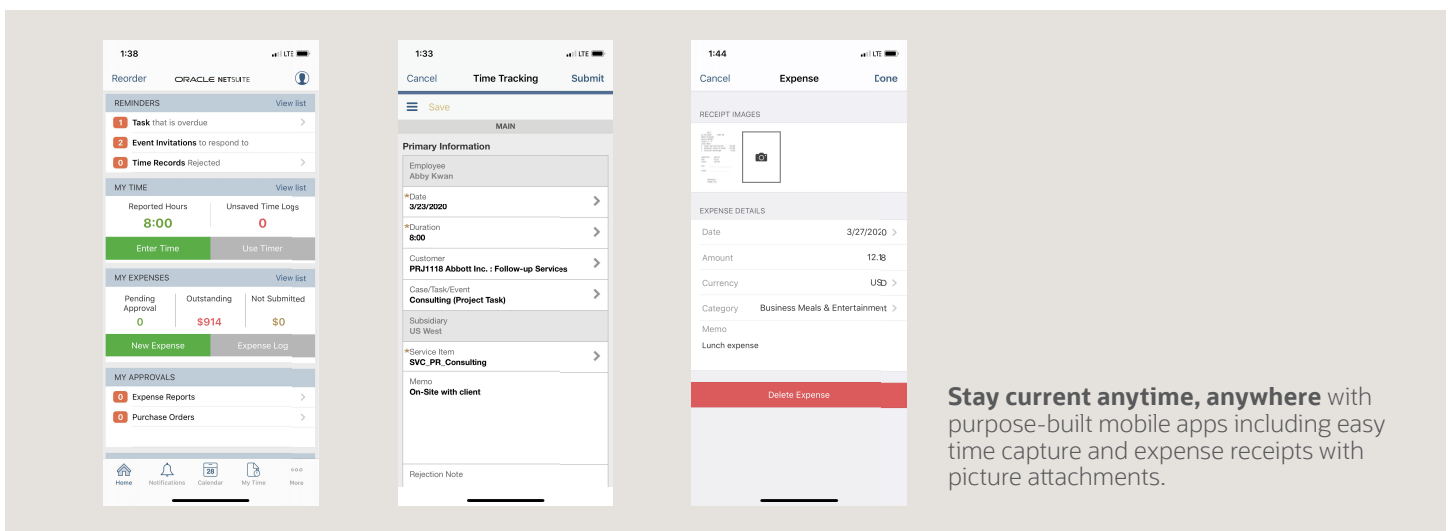 1:38 LTE
Reorder ORACLE NETSUITE
REMINDERS View list
1 Task that is overdue
2 Event Invitations to respond to
0 Time Records Rejected
MY TIME View list
Reported Hours Unsaved Time Logs
8:00 0
Enter Time Use Timer
MY EXPENSES View list
Pending Approval Outstanding Not Submitted
0 $914 $0
New Expense Expense Log
MY APPROVALS
0 Expense Reports
0 Purchase Orders
28
Home Notifications Calendar My Time More
1:33 LTE
Cancel Time Tracking Submit
Save
MAIN
Primary Information
Employee
Abby Kwan
*Date
3/23/2020
*Duration
8:00
Customer
PRJ1118 Abbott Inc. : Follow-up Services
Case/Task/Event
Consulting (Project Task)
Subsidiary
US West
*Service Item
SVC_PR_Consulting
Memo
On-Site with client
Rejection Note
1:44 LTE
Cancel Expense Done
RECEIPT IMAGES
EXPENSE DETAILS
Date 3/27/2020
Amount 12.18
Currency USD
Category Business Meals & Entertainment
Memo
Lunch expense
Delete Expense
Stay current anytime, anywhere with
purpose-built mobile apps including easy
time capture and expense receipts with
picture attachments.